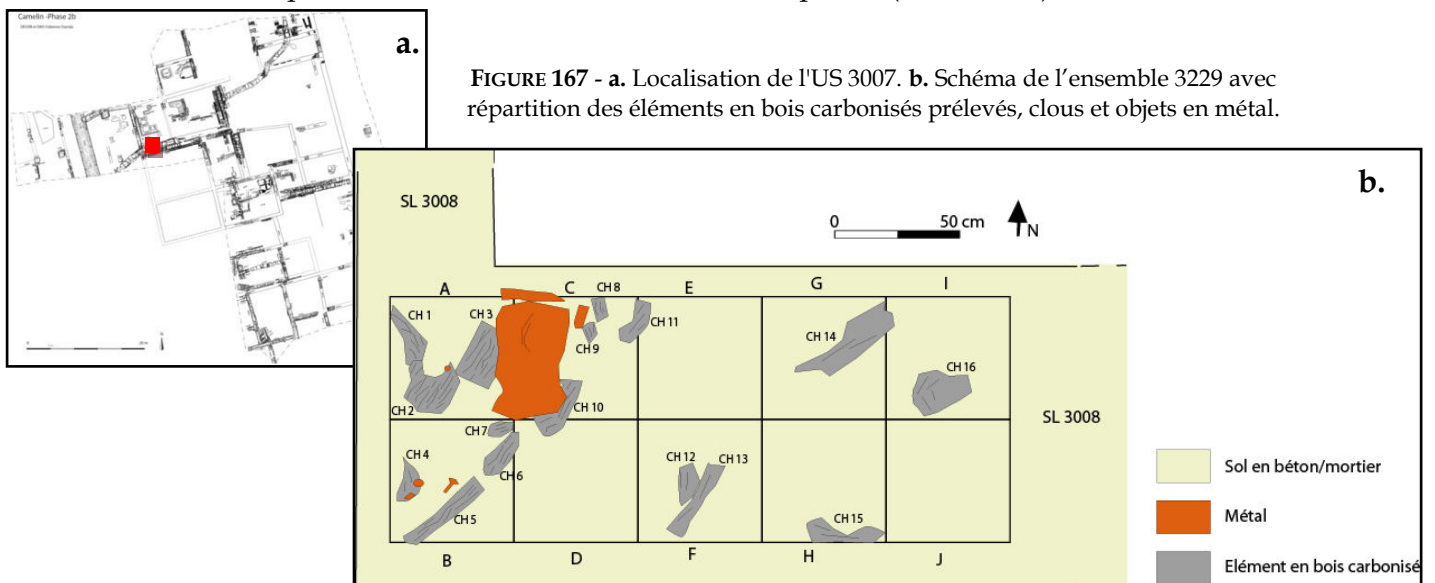 Camelin -Phase 2b
a.
FIGURE 167 - a. Localisation de l'US 3007. b. Schéma de l'ensemble 3229 avec
répartition des éléments en bois carbonisés prélevés, clous et objets en métal.
b.
SL 3008
0 50 cm
N
A C E G I
CH 1
CH 3
CH 8
CH 11
CH 9
CH 14
CH 16
CH 2
CH 10
SL 3008
CH 7
CH 4
CH 6
CH 12 CH 13
CH 5
CH 15
B D F H J
Sol en béton/mortier
Métal
Elément en bois carbonisé